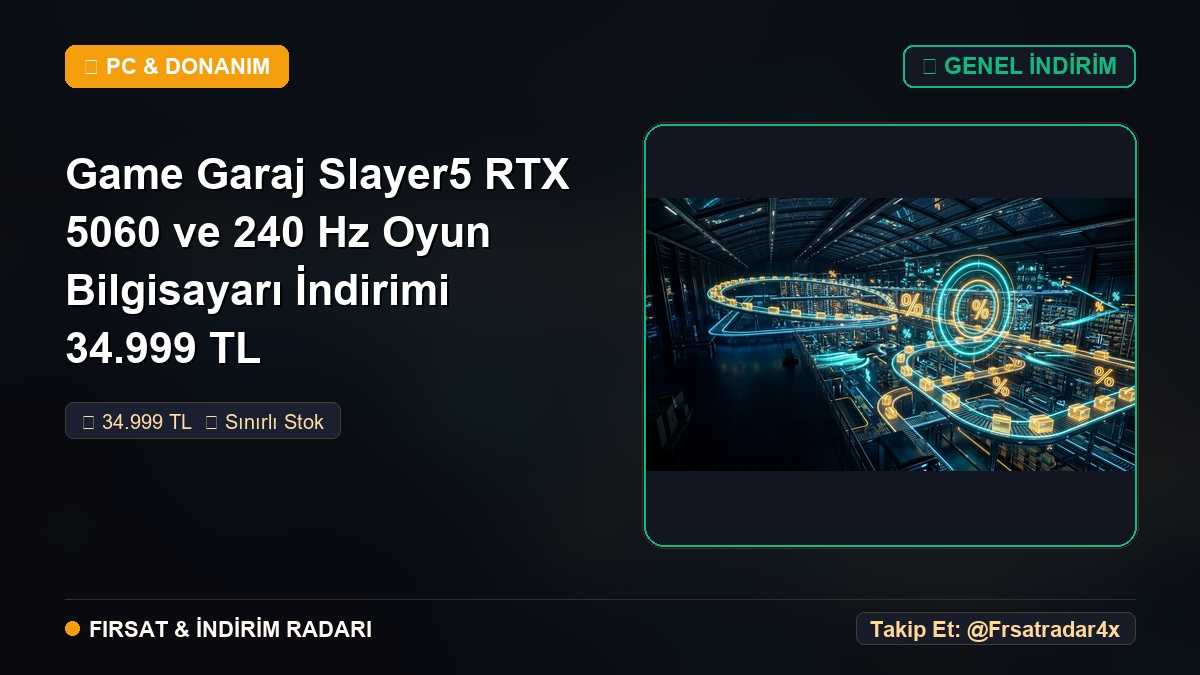 PC & DONANIM
GENEL İNDİRİM
Game Garaj Slayer5 RTX
5060 ve 240 Hz Oyun
Bilgisayarı İndirimi
34.999 TL
34.999 TL Sınırlı Stok
% % % % % % % %
FIRSAT & İNDİRİM RADARI
Takip Et: @Frsatradar4x